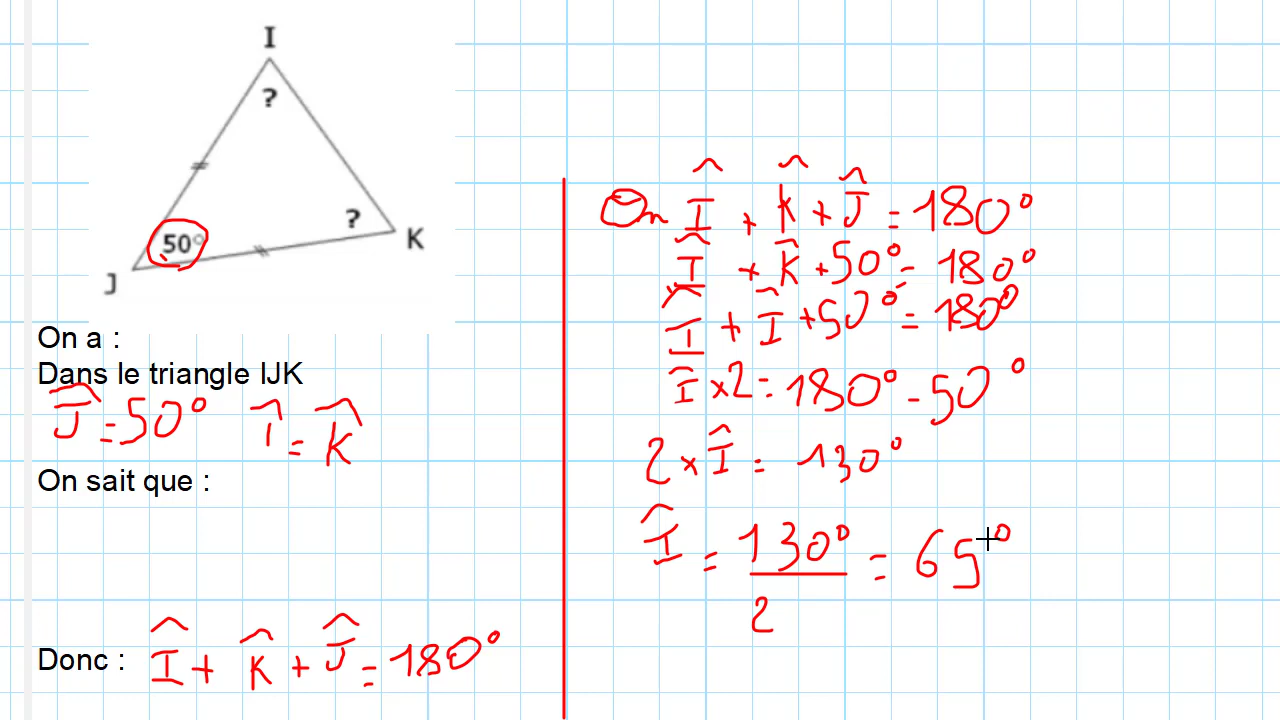 I
?
?
50°
K
J
On a :
Dans le triangle IJK
Ĵ = 50° Î = K̂
On sait que :
Donc : Î + K̂ + Ĵ = 180°
On Î + K̂ + Ĵ = 180°
Î + K̂ + 50° = 180°
Î + Î + 50° = 180°
Î × 2 = 180° - 50°
2 × Î = 130°
Î = 130°/2 = 65°